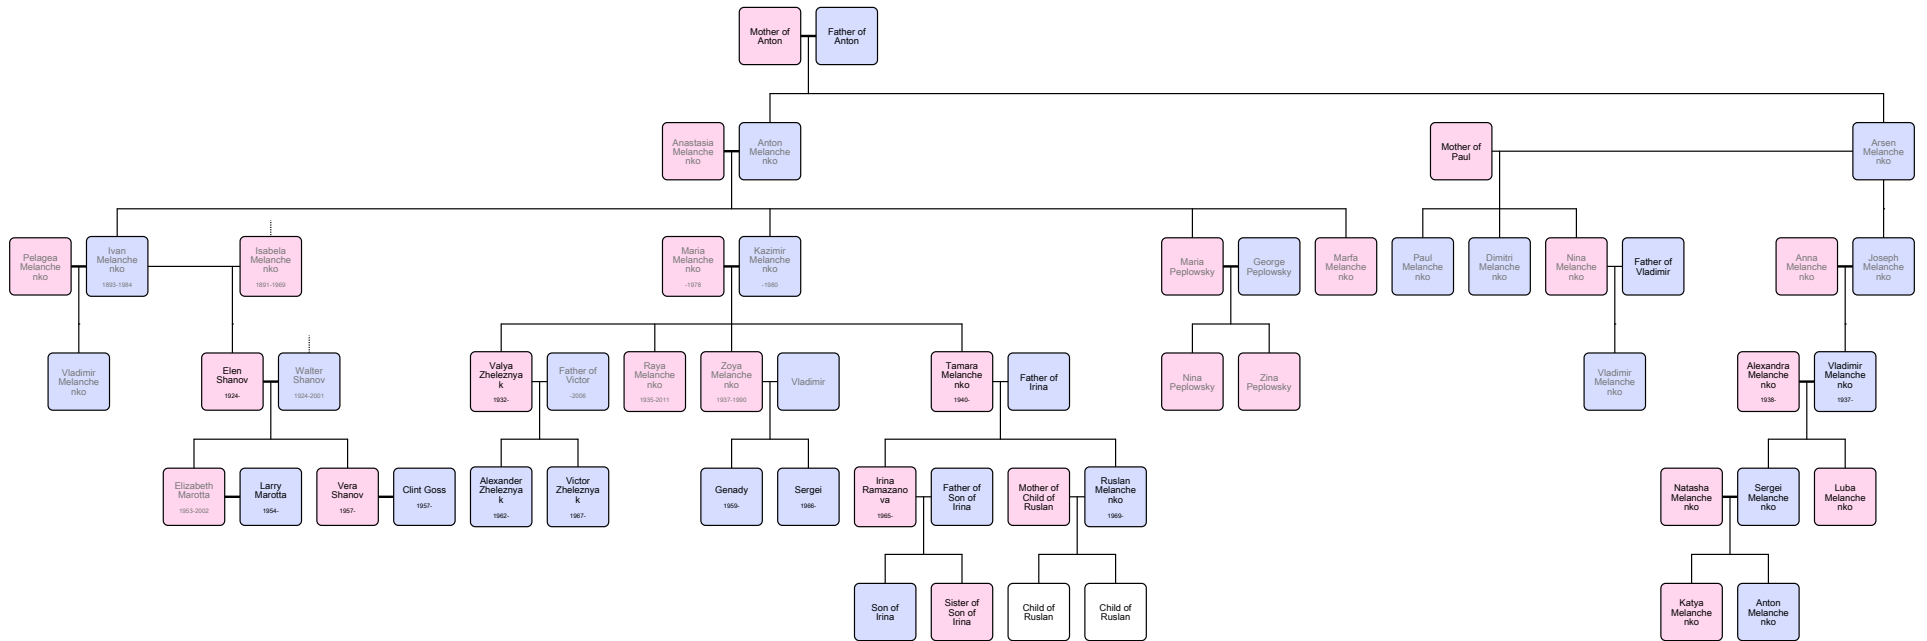 Mother of
Anton
Father of
Anton
Anastasia
Melanche
nko
Anton
Melanche
nko
Mother of
Paul
Arsen
Melanche
nko
Pelagea
Melanche
nko
Ivan
Melanche
nko
1893-1984
Isabela
Melanche
nko
1891-1969
Maria
Melanche
nko
-1978
Kazimir
Melanche
nko
-1980
Maria
Peplowsky
George
Peplowsky
Marfa
Melanche
nko
Paul
Melanche
nko
Dimitri
Melanche
nko
Nina
Melanche
nko
Father of
Vladimir
Anna
Melanche
nko
Joseph
Melanche
nko
Vladimir
Melanche
nko
Elen
Shanov
1924-
Walter
Shanov
1924-2001
Valya
Zheleznya
k
1932-
Father of
Victor
-2006
Raya
Melanche
nko
1935-2011
Zoya
Melanche
nko
1937-1990
Vladimir
Tamara
Melanche
nko
1940-
Father of
Irina
Nina
Peplowsky
Zina
Peplowsky
Vladimir
Melanche
nko
Alexandra
Melanche
nko
1938-
Vladimir
Melanche
nko
1937-
Elizabeth
Marotta
1953-2002
Larry
Marotta
1954-
Vera
Shanov
1957-
Clint Goss
1957-
Alexander
Zheleznya
k
1962-
Victor
Zheleznya
k
1967-
Genady
1959-
Sergei
1966-
Irina
Ramazano
va
1965-
Father of
Son of
Irina
Mother of
Child of
Ruslan
Ruslan
Melanche
nko
1969-
Natasha
Melanche
nko
Sergei
Melanche
nko
Luba
Melanche
nko
Son of
Irina
Sister of
Son of
Irina
Child of
Ruslan
Child of
Ruslan
Katya
Melanche
nko
Anton
Melanche
nko